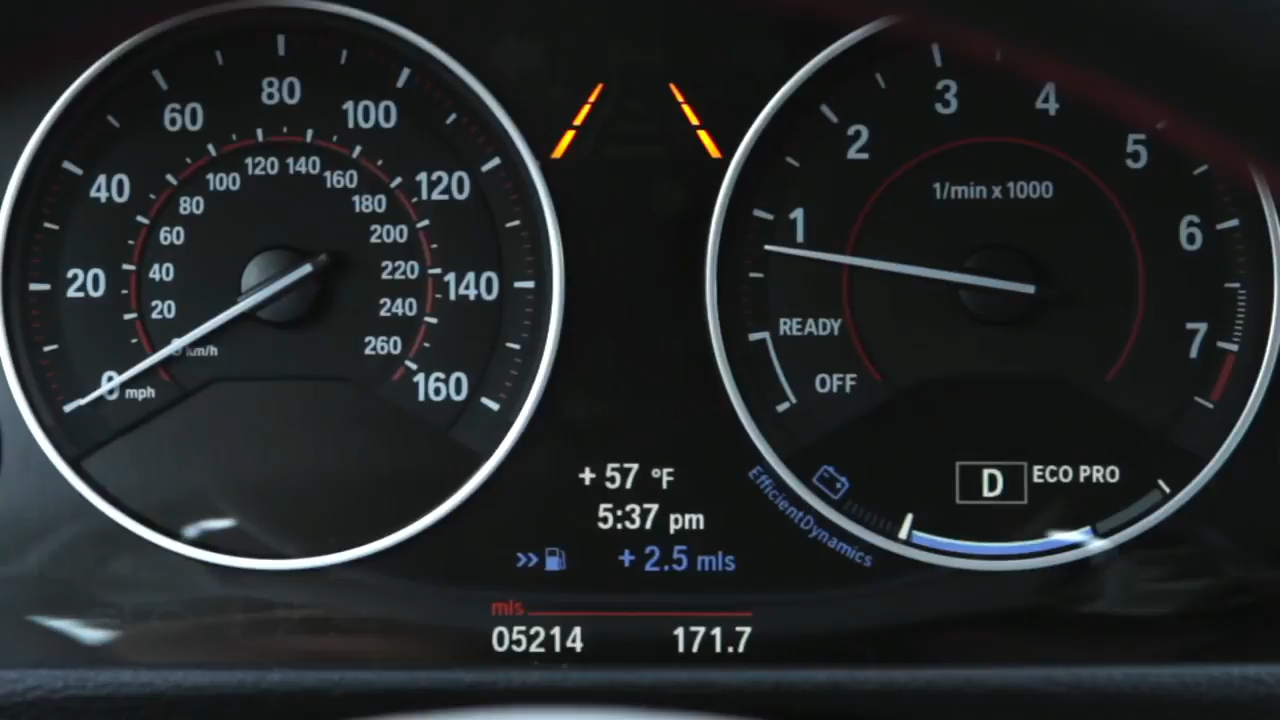 80
60
100
40
120
20
140
0 mph
160
120 140
100
160
80
180
60
200
40
220
20
240
0 km/h
260
3
4
2
5
1/min x 1000
1
6
READY
7
OFF
D
ECO PRO
EfficientDynamics
+ 57 °F
5:37 pm
+ 2.5 mls
mls
05214
171.7